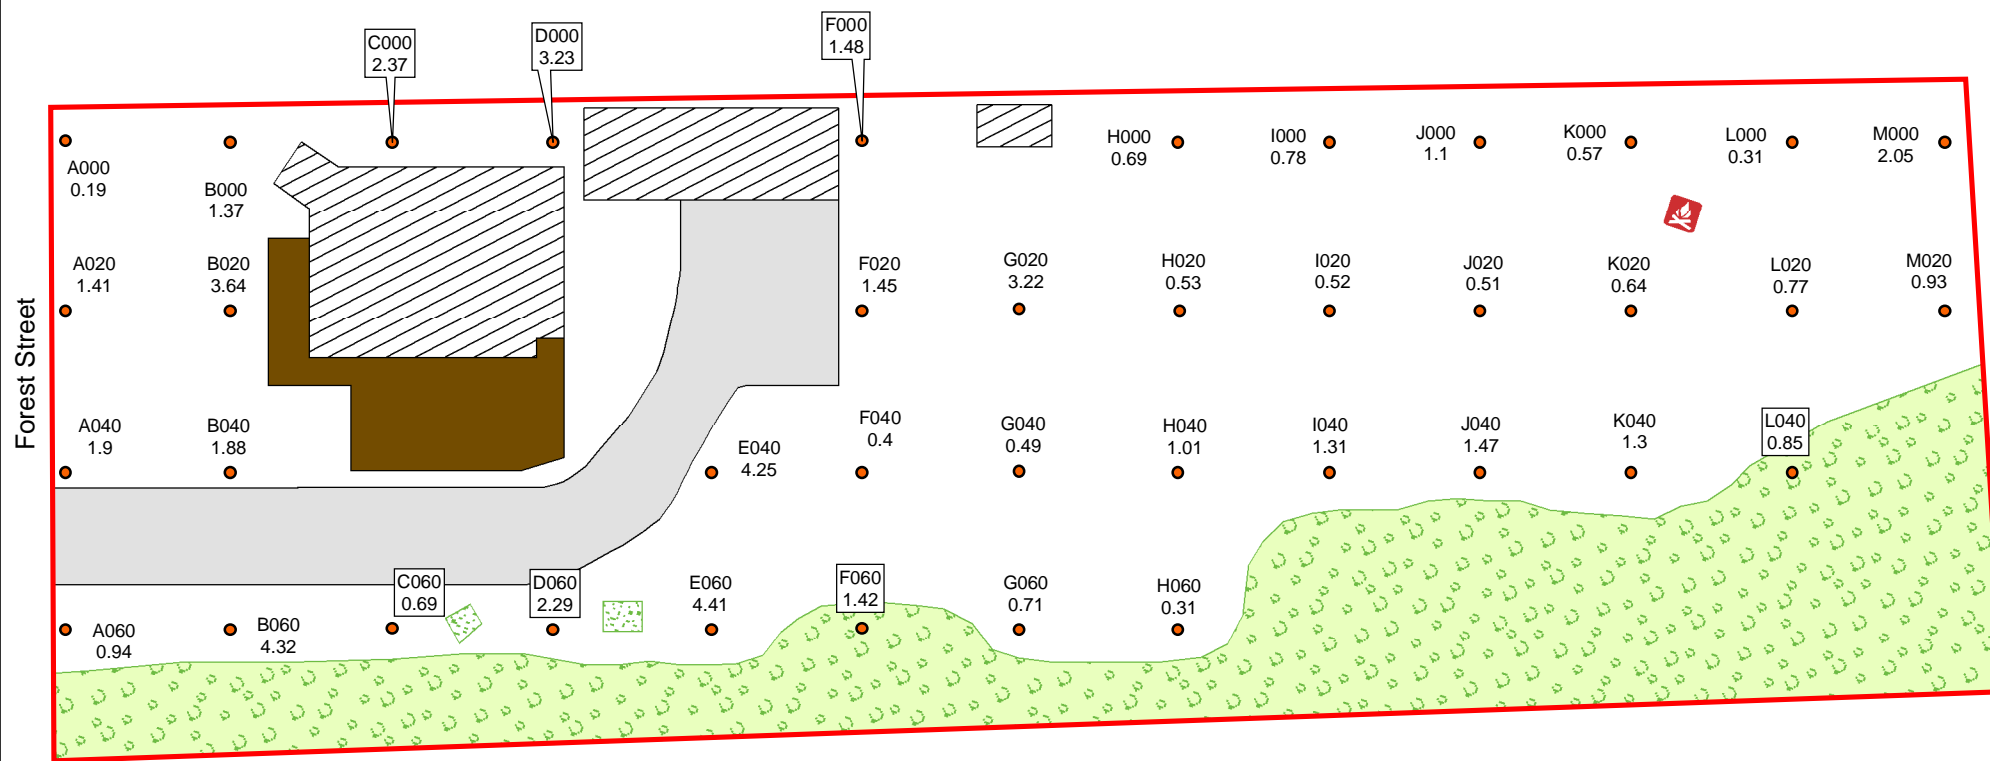 C000
2.37
D000
3.23
F000
1.48
A000
0.19
B000
1.37
H000
0.69
I000
0.78
J000
1.1
K000
0.57
L000
0.31
M000
2.05
Forest Street
A020
1.41
B020
3.64
F020
1.45
G020
3.22
H020
0.53
I020
0.52
J020
0.51
K020
0.64
L020
0.77
M020
0.93
A040
1.9
B040
1.88
E040
4.25
F040
0.4
G040
0.49
H040
1.01
I040
1.31
J040
1.47
K040
1.3
L040
0.85
A060
0.94
B060
4.32
C060
0.69
D060
2.29
E060
4.41
F060
1.42
G060
0.71
H060
0.31